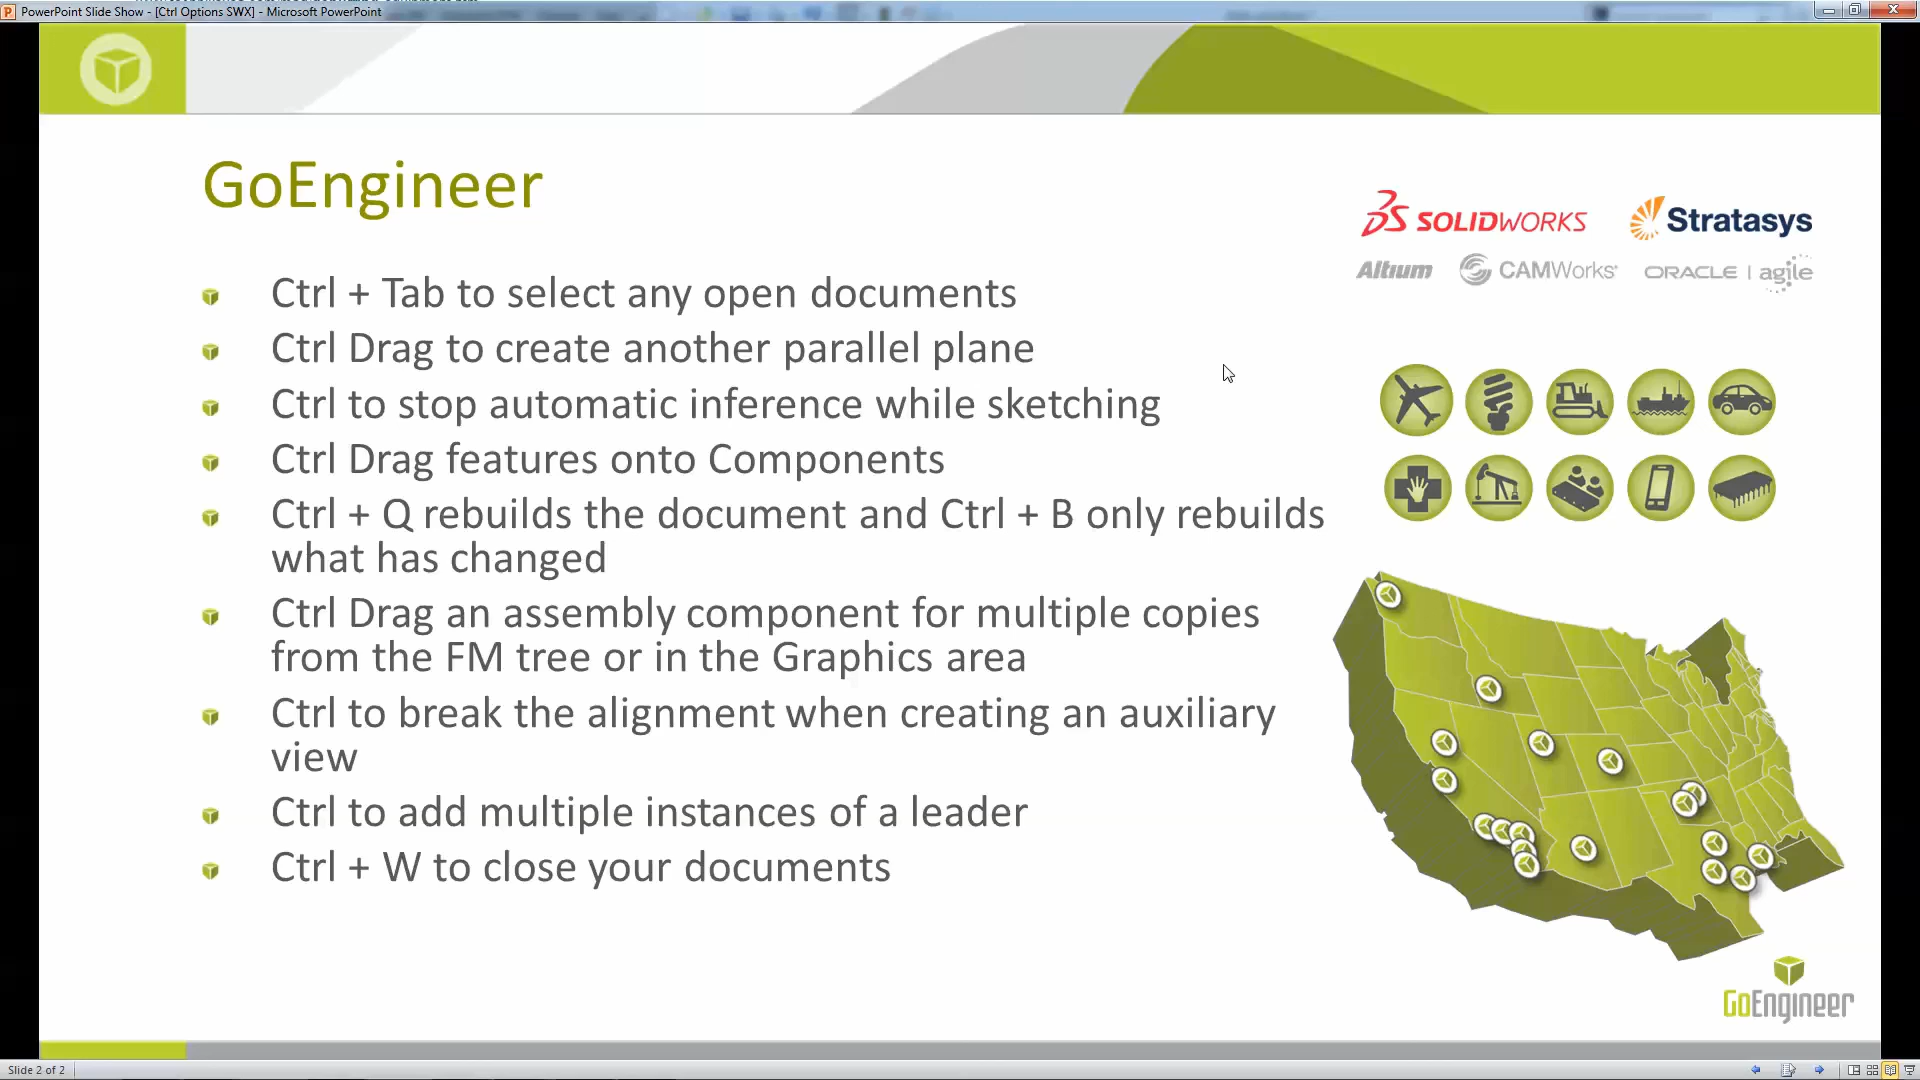 PowerPoint Slide Show - [Ctrl Options SWX] - Microsoft PowerPoint
GoEngineer
SOLIDWORKS
Stratasys
Altium
CAMWorks
ORACLE | agile
Ctrl + Tab to select any open documents
Ctrl Drag to create another parallel plane
Ctrl to stop automatic inference while sketching
Ctrl Drag features onto Components
Ctrl + Q rebuilds the document and Ctrl + B only rebuilds
what has changed
Ctrl Drag an assembly component for multiple copies
from the FM tree or in the Graphics area
Ctrl to break the alignment when creating an auxiliary
view
Ctrl to add multiple instances of a leader
Ctrl + W to close your documents
GoEngineer
Slide 2 of 2